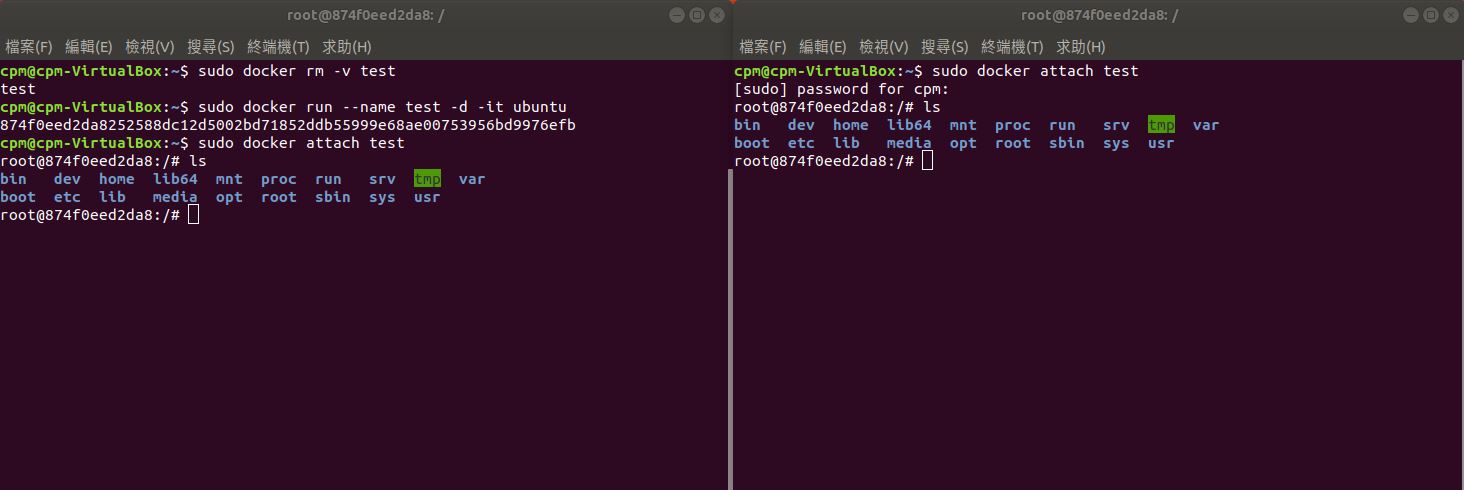 root@874f0eed2da8: /
檔案(F) 編輯(E) 檢視(V) 搜尋(S) 終端機(T) 求助(H)
cpm@cpm-VirtualBox:~$ sudo docker rm -v test
test
cpm@cpm-VirtualBox:~$ sudo docker run --name test -d -it ubuntu
874f0eed2da8252588dc12d5002bd71852ddb55999e68ae00753956bd9976efb
cpm@cpm-VirtualBox:~$ sudo docker attach test
root@874f0eed2da8:/# ls
bin dev home lib64 mnt proc run srv tmp var
boot etc lib media opt root sbin sys usr
root@874f0eed2da8:/#
root@874f0eed2da8: /
檔案(F) 編輯(E) 檢視(V) 搜尋(S) 終端機(T) 求助(H)
cpm@cpm-VirtualBox:~$ sudo docker attach test
[sudo] password for cpm:
root@874f0eed2da8:/# ls
bin dev home lib64 mnt proc run srv tmp var
boot etc lib media opt root sbin sys usr
root@874f0eed2da8:/#